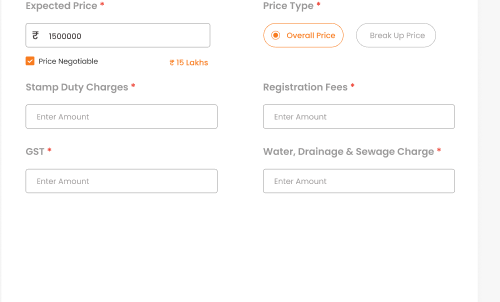 Expected Price *
Price Type *
₹ 1500000
Overall Price
Break Up Price
Price Negotiable
₹ 15 Lakhs
Stamp Duty Charges *
Registration Fees *
Enter Amount
Enter Amount
GST *
Water, Drainage & Sewage Charge *
Enter Amount
Enter Amount